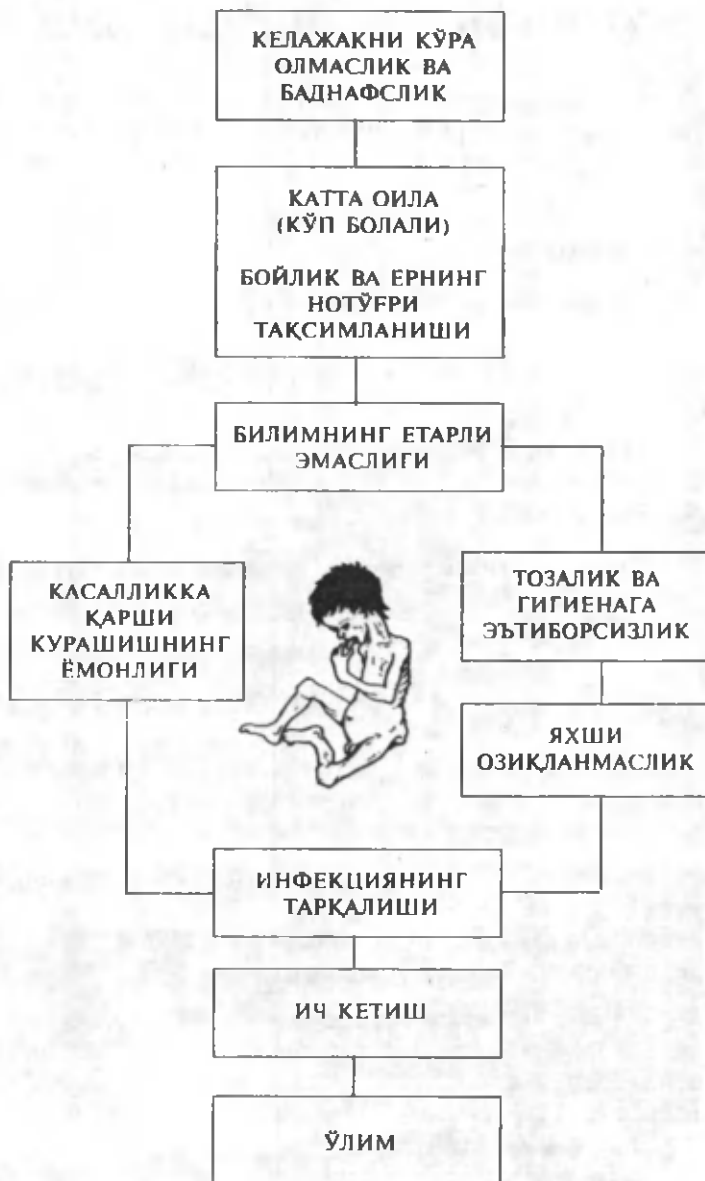 КЕЛАЖАКНИ КЎРА
ОЛМАСЛИК ВА
БАДНАФСЛИК
КАТТА ОИЛА
(КЎП БОЛАЛИ)
БОЙЛИК ВА ЕРНИНГ
НОТЎҒРИ
ТАҚСИМЛАНИШИ
БИЛИМНИНГ ЕТАРЛИ
ЭМАСЛИГИ
КАСАЛЛИККА
ҚАРШИ
КУРАШИШНИНГ
ЁМОНЛИГИ
ТОЗАЛИК ВА
ГИГИЕНАГА
ЭЪТИБОРСИЗЛИК
ЯХШИ
ОЗИҚЛАНМАСЛИК
ИНФЕКЦИЯНИНГ
ТАРҚАЛИШИ
ИЧ КЕТИШ
ЎЛИМ